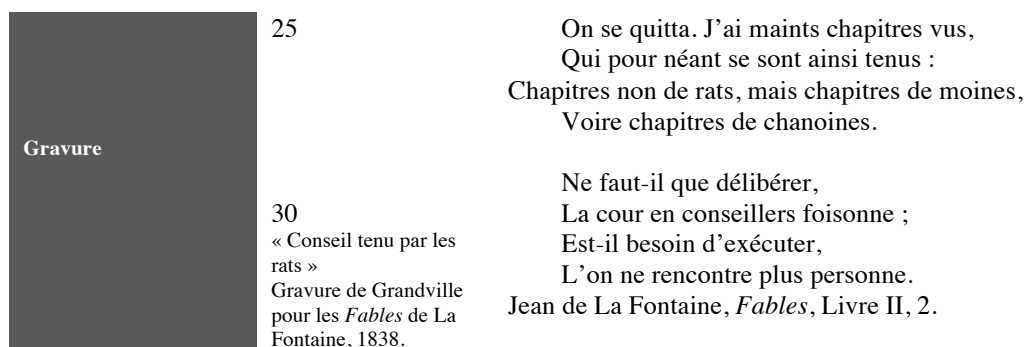 Gravure
25
30
« Conseil tenu par les
rats »
Gravure de Grandville
pour les Fables de La
Fontaine, 1838.
On se quitta. J’ai maints chapitres vus,
Qui pour néant se sont ainsi tenus :
Chapitres non de rats, mais chapitres de moines,
Voire chapitres de chanoines.
Ne faut-il que délibérer,
La cour en conseillers foisonne ;
Est-il besoin d’exécuter,
L’on ne rencontre plus personne.
Jean de La Fontaine, Fables, Livre II, 2.